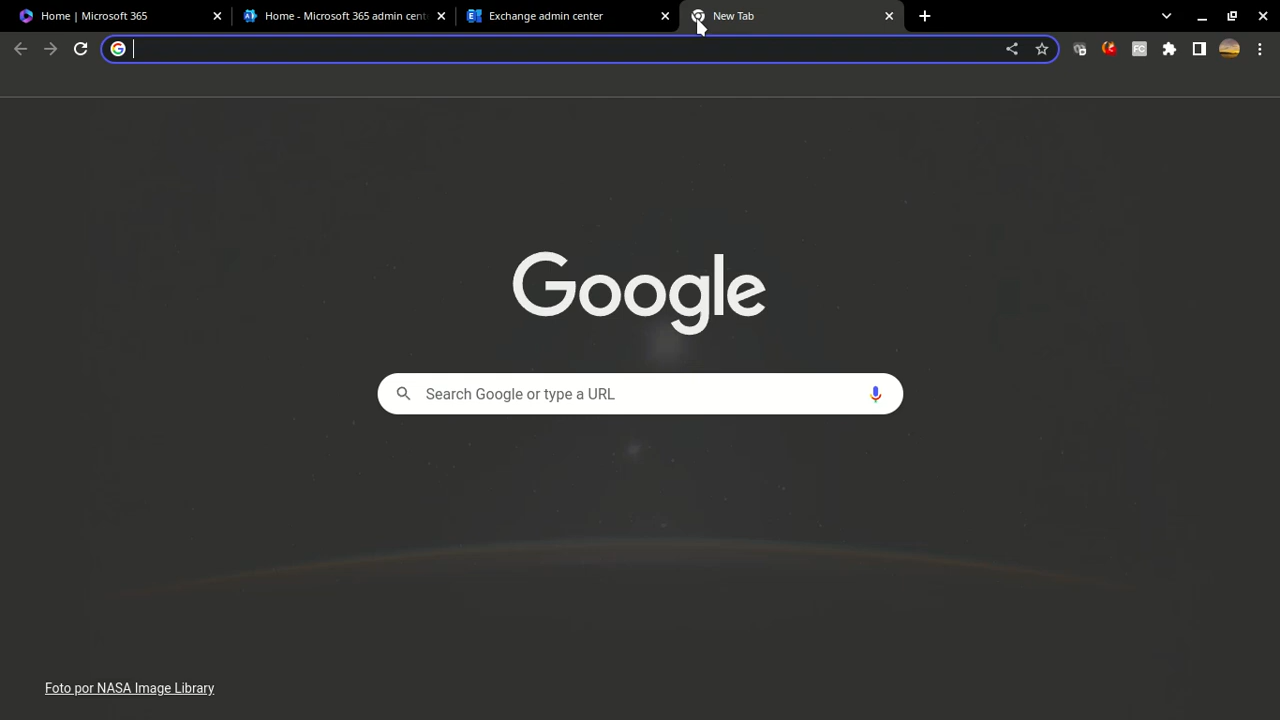 Home | Microsoft 365
Home - Microsoft 365 admin cent
Exchange admin center
New Tab
FC
Google
Search Google or type a URL
Foto por NASA Image Library